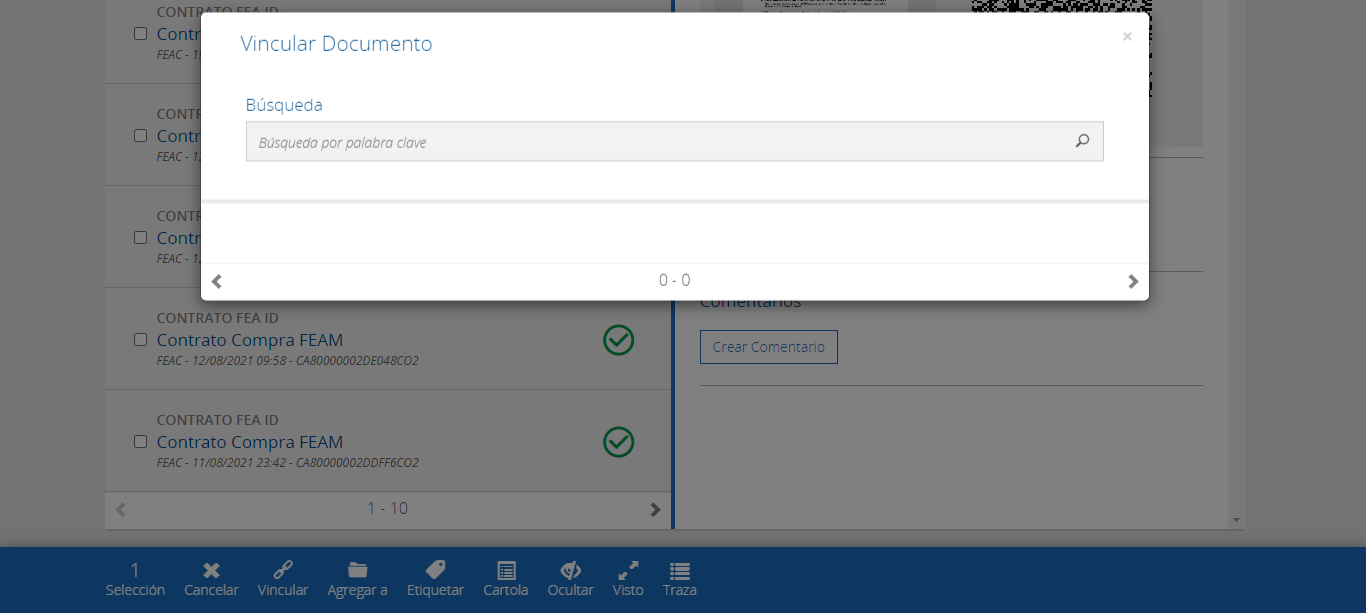 CONTRATO FEA ID
Vincular Documento
×
Búsqueda
Búsqueda por palabra clave
0 - 0
CONTRATO FEA ID
Contrato Compra FEAM
FEAC - 12/08/2021 09:58 - CA80000002DE048CO2
CONTRATO FEA ID
Contrato Compra FEAM
FEAC - 11/08/2021 23:42 - CA80000002DDFF6CO2
1 - 10
Comentarios
Crear Comentario
1
Selección
Cancelar
Vincular
Agregar a
Etiquetar
Cartola
Ocultar
Visto
Traza